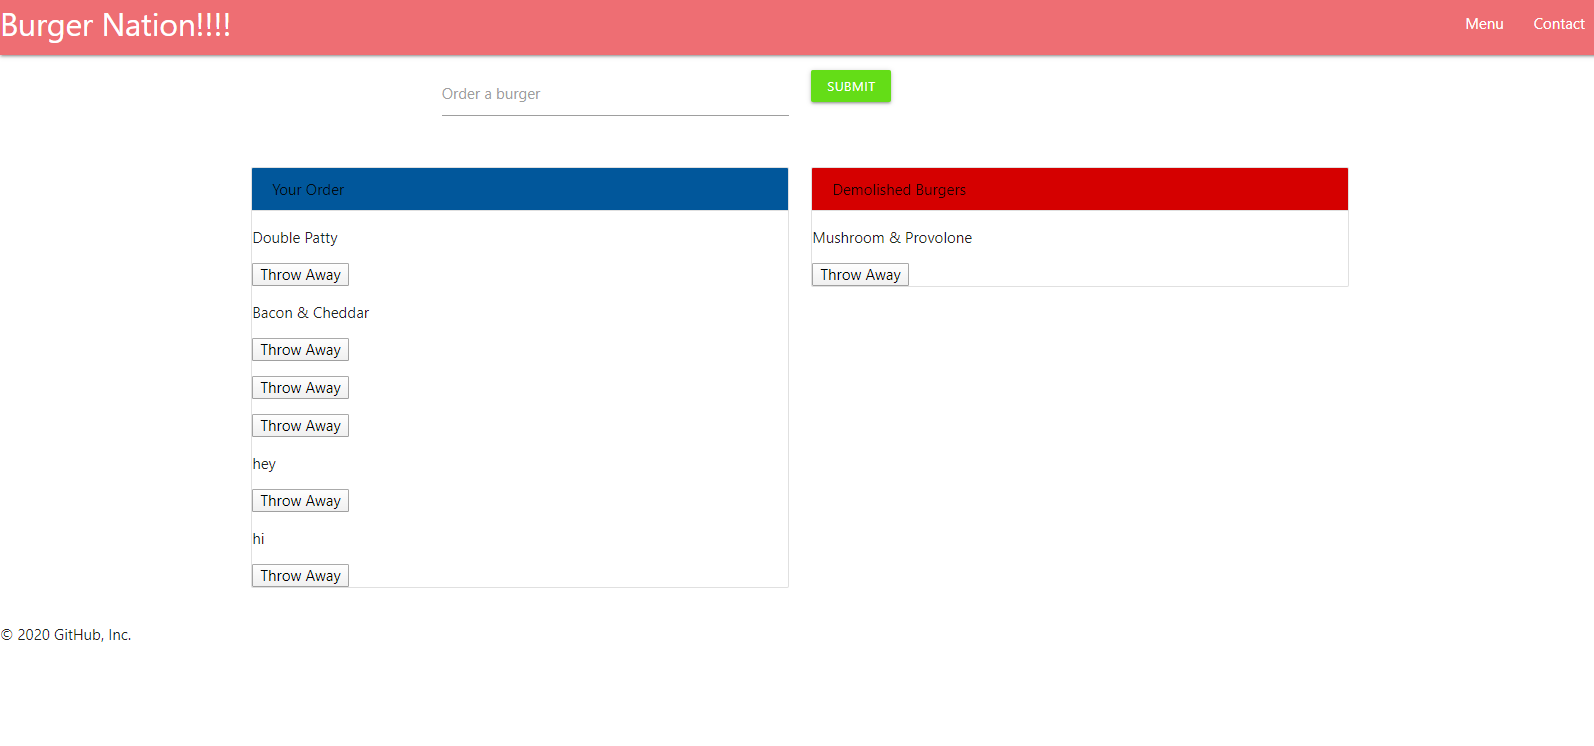 Burger Nation!!!!
Menu Contact
Order a burger
SUBMIT
Your Order
Double Patty
Throw Away
Bacon & Cheddar
Throw Away
Throw Away
Throw Away
hey
Throw Away
hi
Throw Away
Demolished Burgers
Mushroom & Provolone
Throw Away
© 2020 GitHub, Inc.